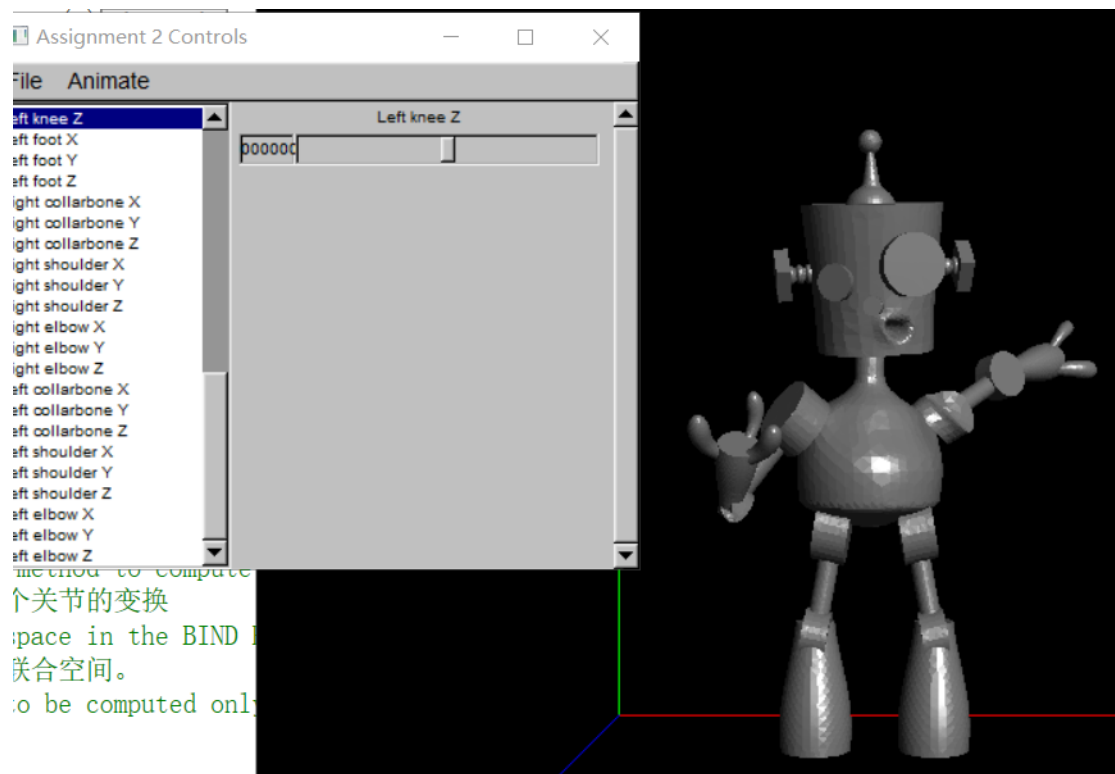 Assignment 2 Controls
File Animate
eft knee Z
eft foot X
eft foot Y
eft foot Z
ight collarbone X
ight collarbone Y
ight collarbone Z
ight shoulder X
ight shoulder Y
ight shoulder Z
ight elbow X
ight elbow Y
ight elbow Z
eft collarbone X
eft collarbone Y
eft collarbone Z
eft shoulder X
eft shoulder Y
eft shoulder Z
eft elbow X
eft elbow Y
eft elbow Z
Left knee Z
000000
method to compute
个关节的变换
space in the BIND
联合空间。
to be computed only